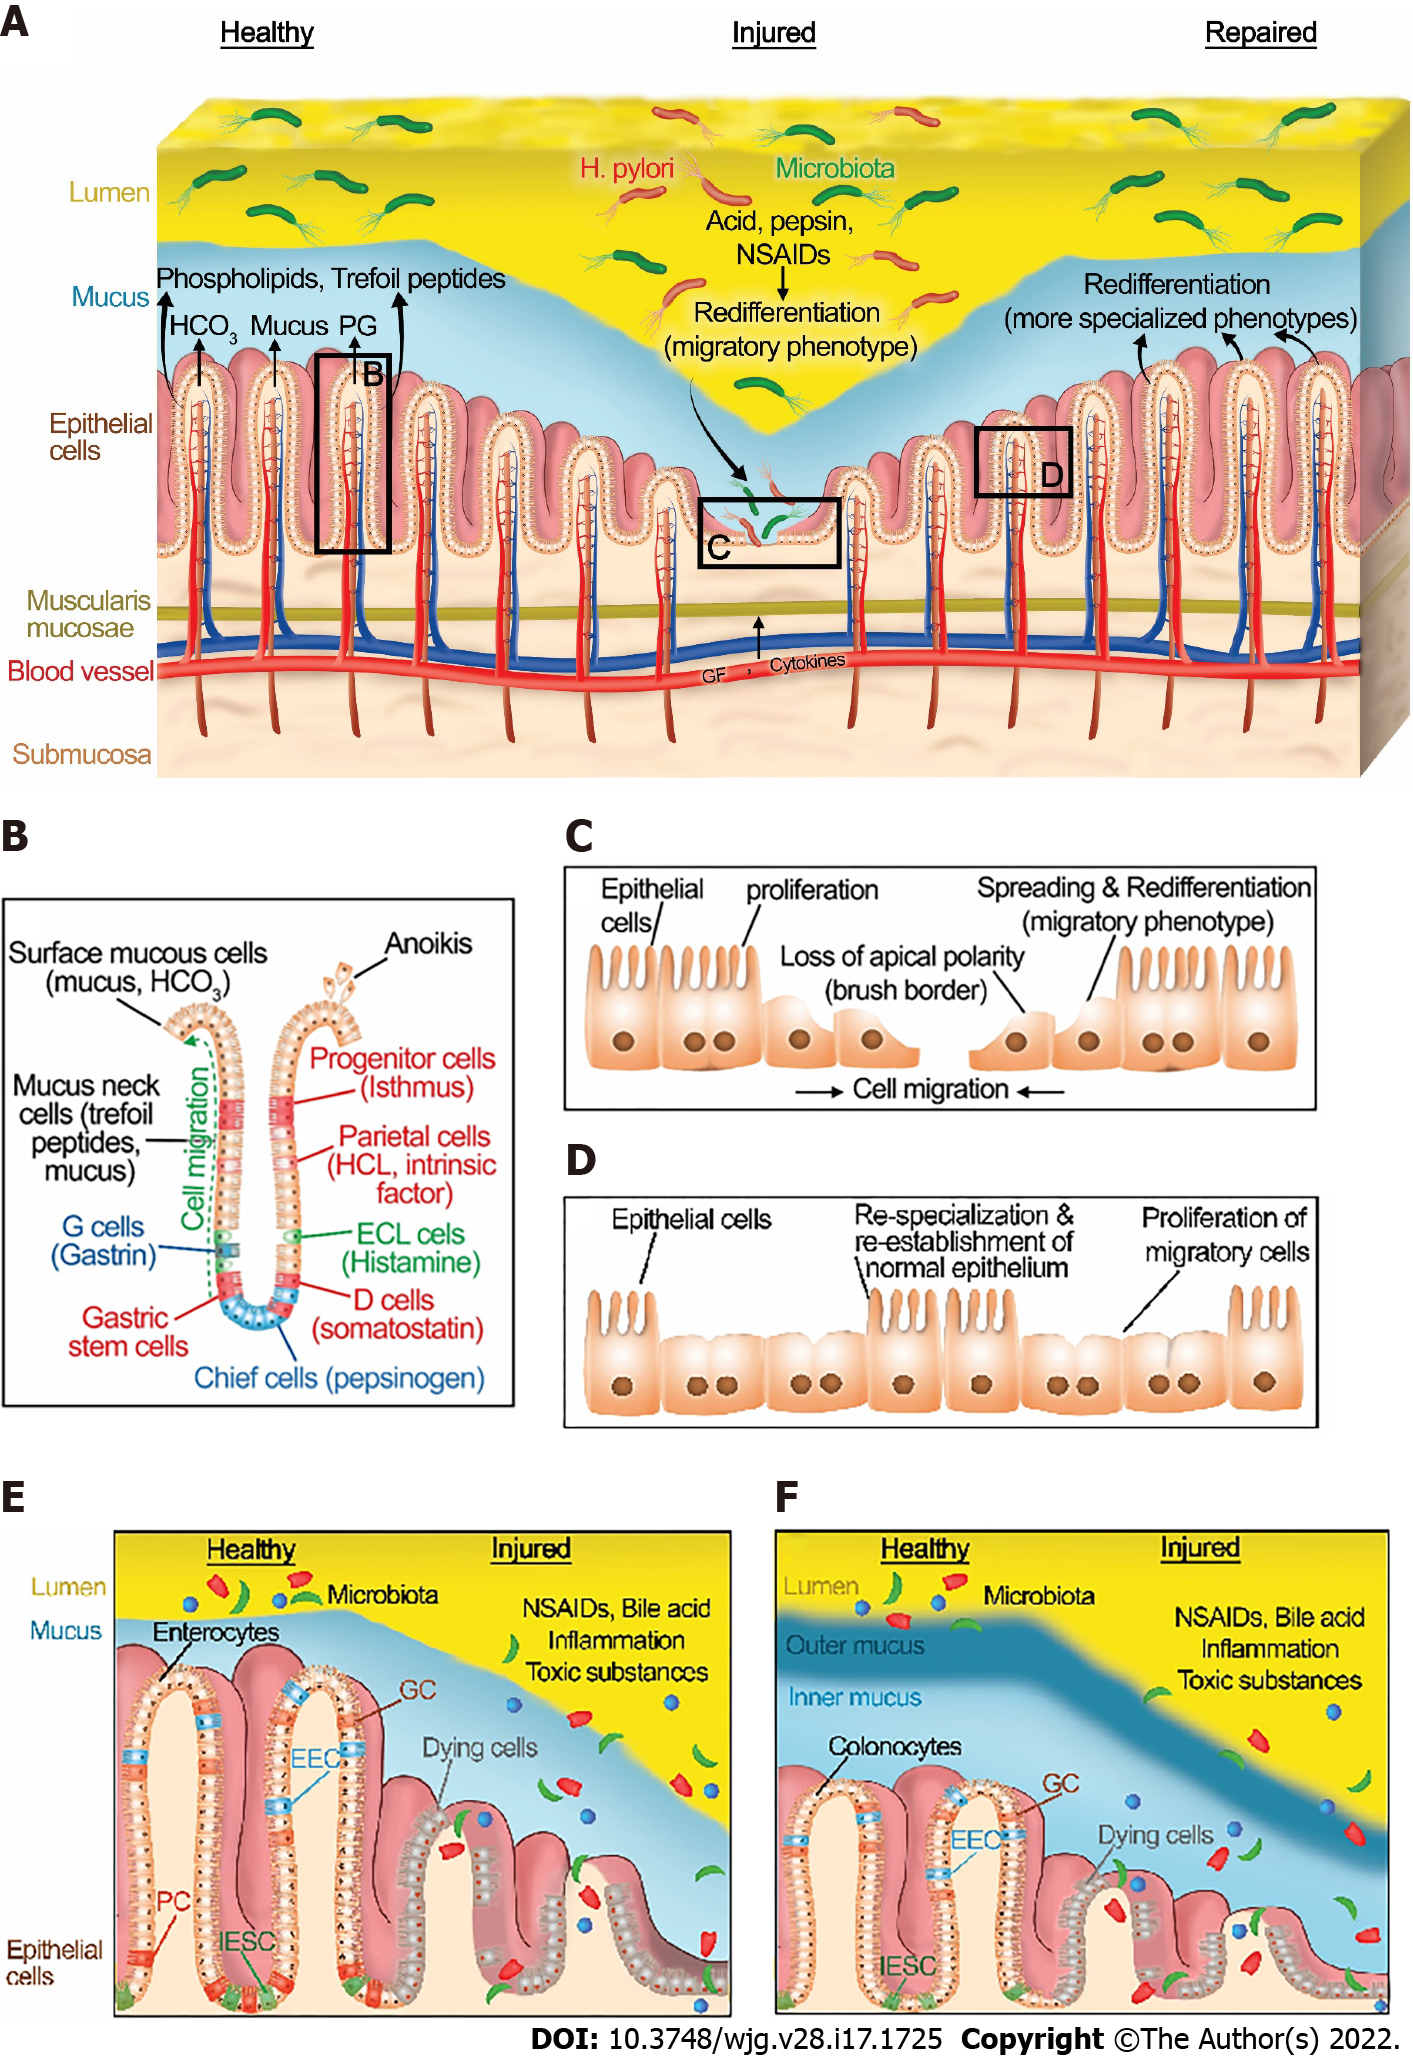 A
Healthy
Injured
Repaired
H. pylori
Microbiota
Lumen
Acid, pepsin,
NSAIDs
Phospholipids, Trefoil peptides
Mucus
Redifferentiation
(more specialized phenotypes)
HCO3 Mucus PG
Redifferentiation
(migratory phenotype)
B
Epithelial
cells
D
C
Muscularis
mucosae
Blood vessel
GF , Cytokines
Submucosa
B
Surface mucous cells
(mucus, HCO3)
Anoikis
Progenitor cells
(Isthmus)
Mucus neck
cells (trefoil
peptides,
mucus)
Cell migration
Parietal cells
(HCL, intrinsic
factor)
G cells
(Gastrin)
ECL cels
(Histamine)
Gastric
stem cells
D cells
(somatostatin)
Chief cells (pepsinogen)
C
Epithelial
cells
proliferation
Spreading & Redifferentiation
(migratory phenotype)
Loss of apical polarity
(brush border)
Cell migration
D
Epithelial cells
Re-specialization &
re-establishment of
normal epithelium
Proliferation of
migratory cells
E
Healthy
Injured
Lumen
Microbiota
Mucus
Enterocytes
NSAIDs, Bile acid
Inflammation
Toxic substances
GC
EEC
Dying cells
PC
IESC
Epithelial
cells
F
Healthy
Injured
Lumen
Microbiota
Outer mucus
NSAIDs, Bile acid
Inflammation
Toxic substances
Inner mucus
Colonocytes
GC
EEC
Dying cells
IESC
DOI: 10.3748/wjg.v28.i17.1725 Copyright ©The Author(s) 2022.